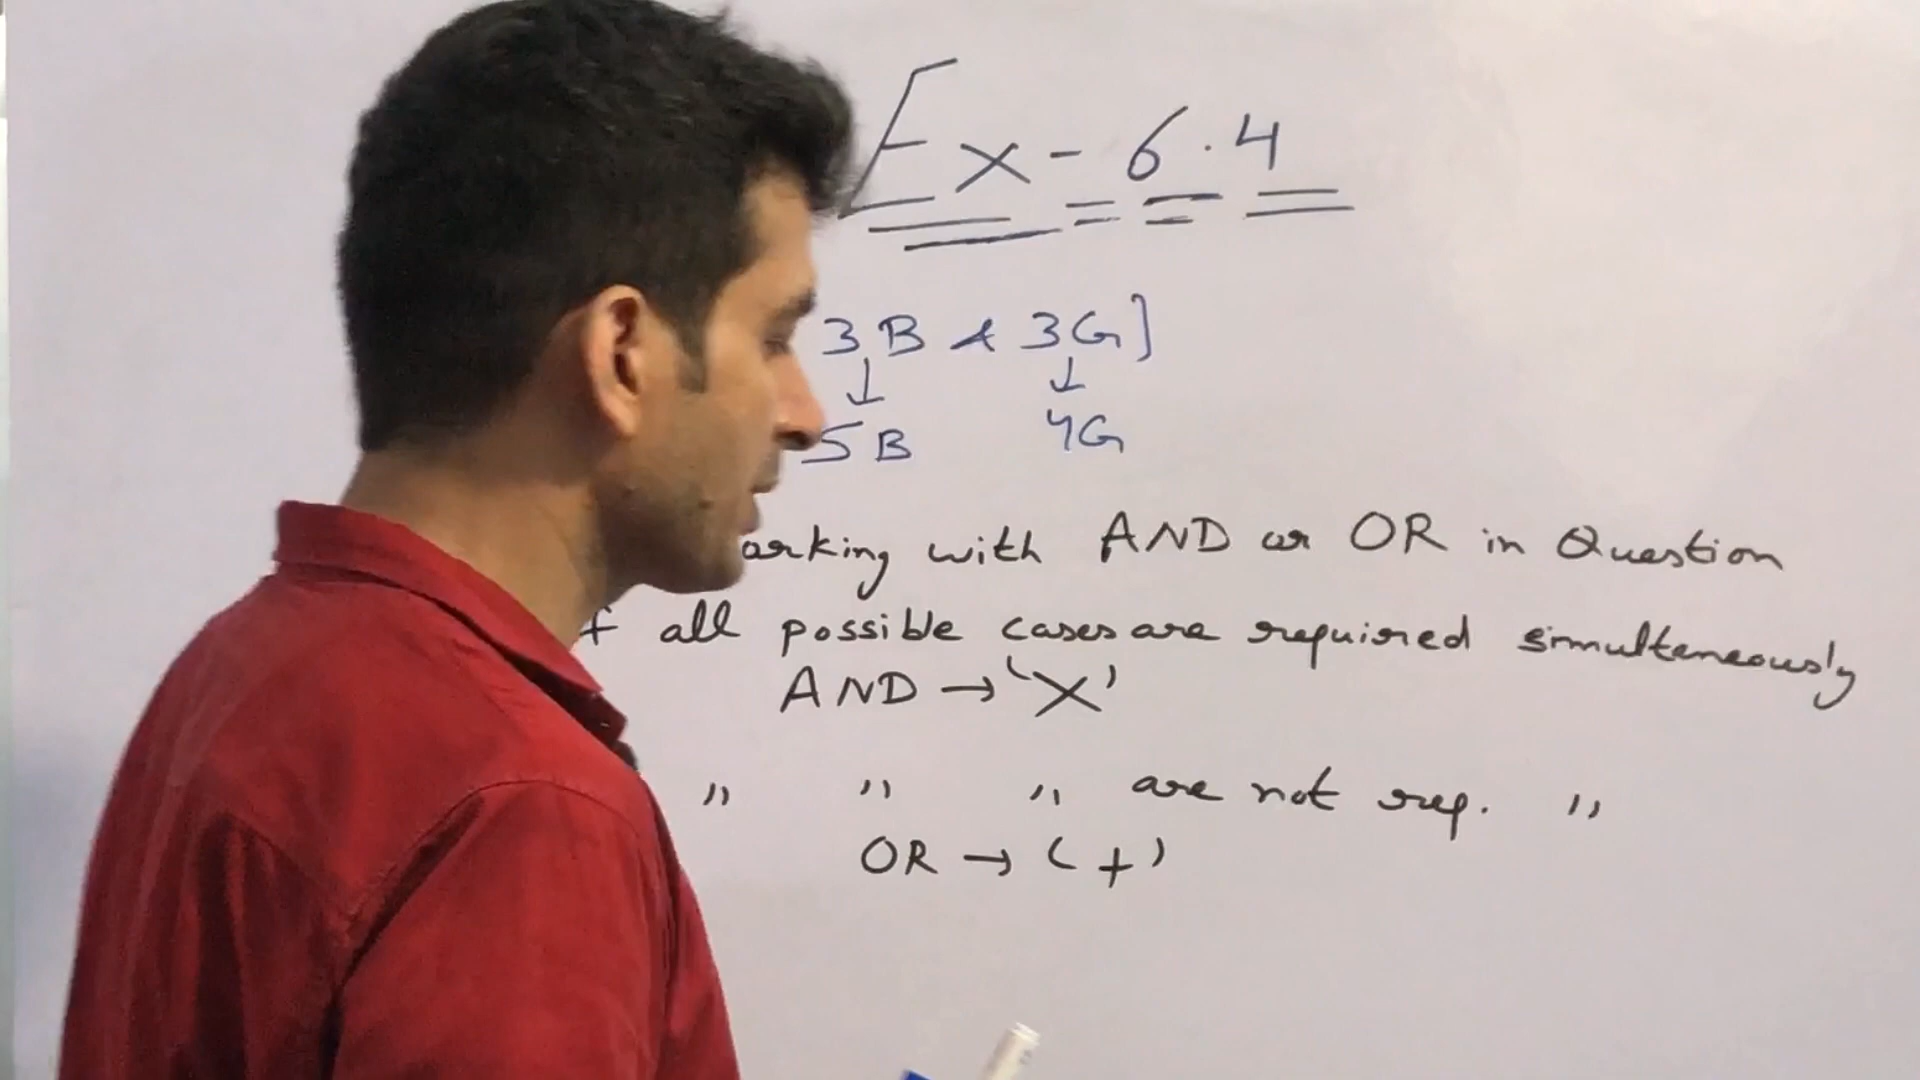 Ex - 6.4
3B & 3G]
↓ ↓
5B 4G
with AND or OR in Question
all possible cases are required simultaneously
AND → 'X'
" " " are not req. "
OR → (+)